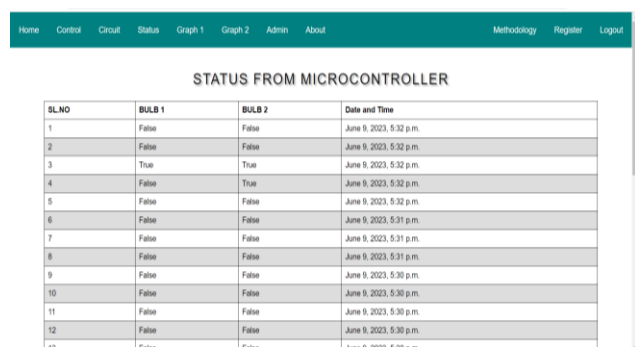 Home Control Circuit Status Graph 1 Graph 2 Admin About Methodology Register Logout
STATUS FROM MICROCONTROLLER
SL.NO BULB 1 BULB 2 Date and Time
1 False False June 9, 2023, 5:32 p.m.
2 False False June 9, 2023, 5:32 p.m.
3 True True June 9, 2023, 5:32 p.m.
4 False True June 9, 2023, 5:32 p.m.
5 False False June 9, 2023, 5:32 p.m.
6 False False June 9, 2023, 5:31 p.m.
7 False False June 9, 2023, 5:31 p.m.
8 False False June 9, 2023, 5:31 p.m.
9 False False June 9, 2023, 5:30 p.m.
10 False False June 9, 2023, 5:30 p.m.
11 False False June 9, 2023, 5:30 p.m.
12 False False June 9, 2023, 5:30 p.m.